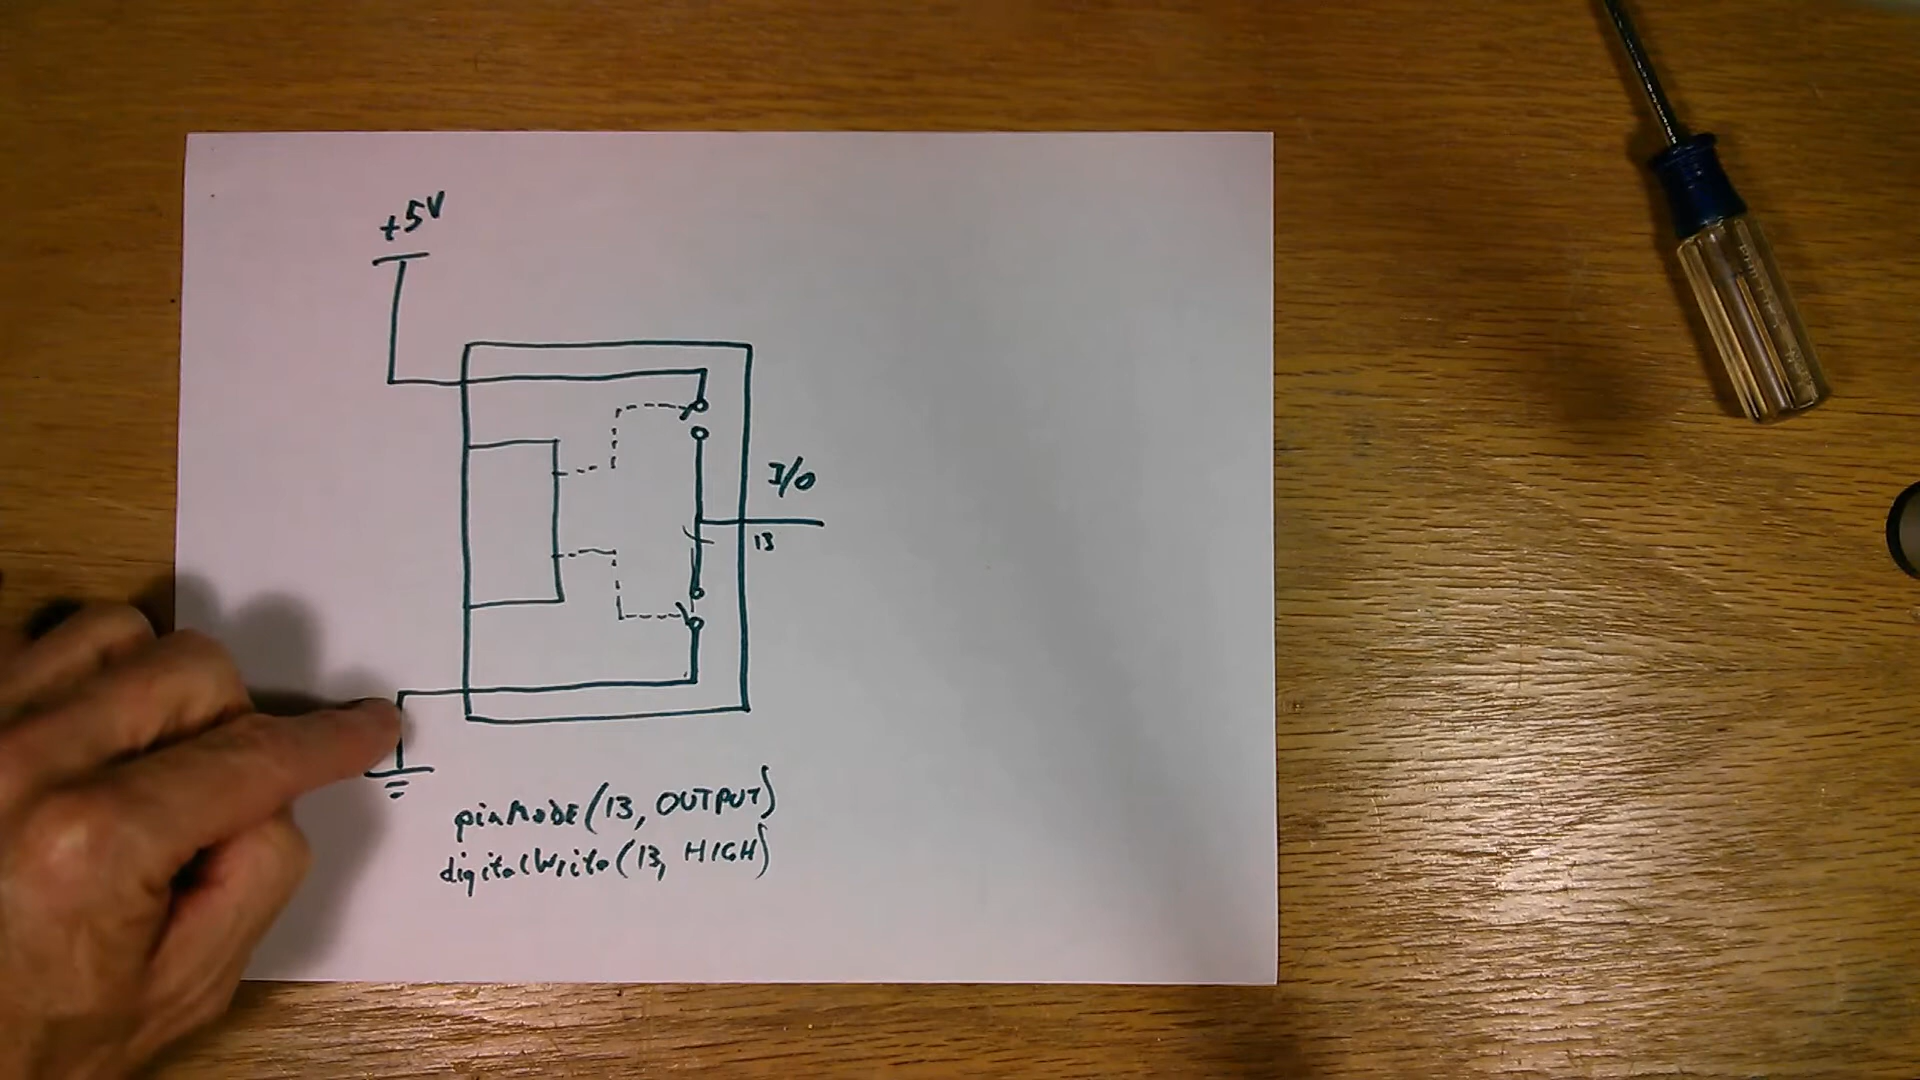 +5V
I/O
13
pinMode(13, OUTPUT)
digitalWrite(13, HIGH)